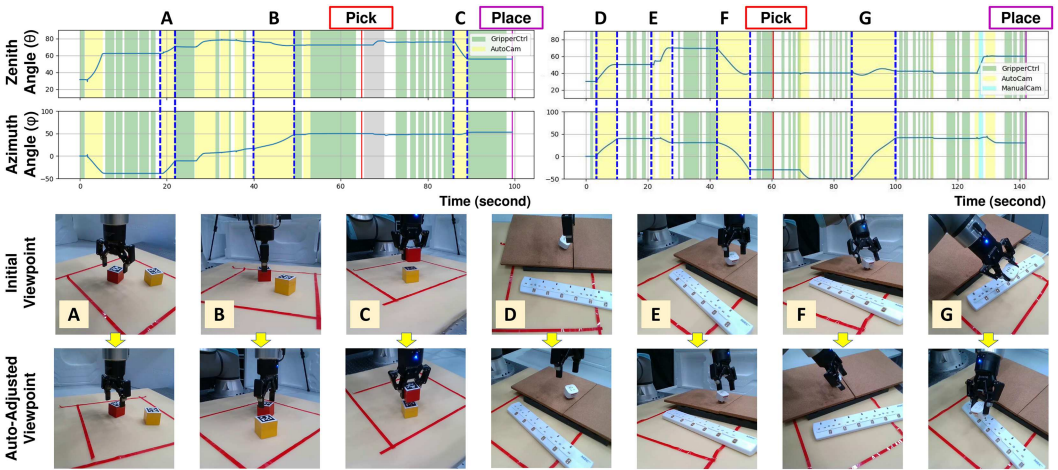 A B Pick C Place D E F Pick G Place
Zenith
Angle (θ)
80
60
40
20
GripperCtrl
AutoCam
80
60
40
20
GripperCtrl
AutoCam
ManualCam
Azimuth
Angle (φ)
100
50
0
-50
0 20 40 60 80 100
100
50
0
-50
0 20 40 60 80 100 120 140
Time (second)
Time (second)
Initial
Viewpoint
A B C D E F G
Auto-Adjusted
Viewpoint